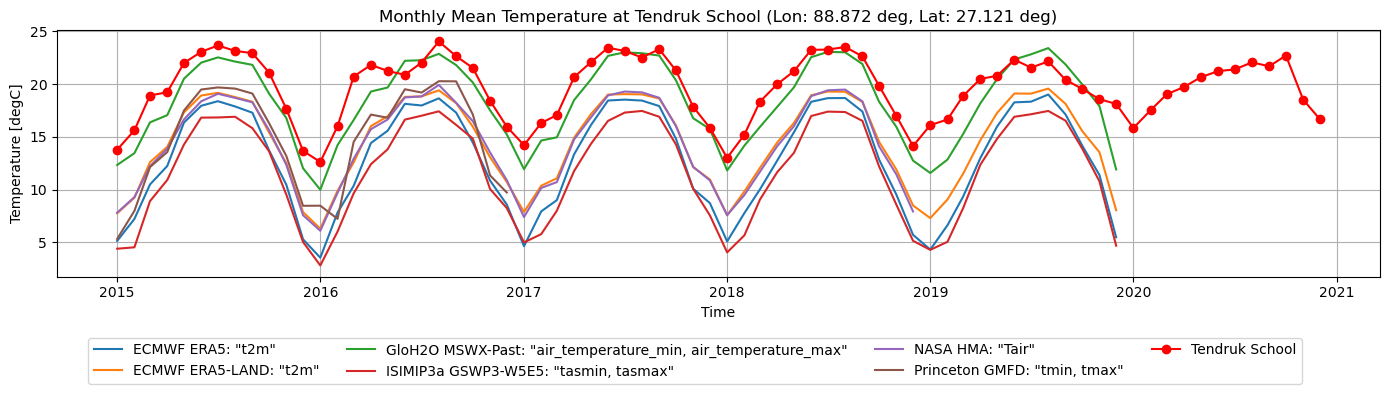 Monthly Mean Temperature at Tendruk School (Lon: 88.872 deg, Lat: 27.121 deg)
Temperature [degC]
25
20
15
10
5
2015 2016 2017 2018 2019 2020 2021
Time
ECMWF ERA5: "t2m" GloH2O MSWX-Past: "air_temperature_min, air_temperature_max" NASA HMA: "Tair" Tendruk School
ECMWF ERA5-LAND: "t2m" ISIMIP3a GSWP3-W5E5: "tasmin, tasmax" Princeton GMFD: "tmin, tmax"